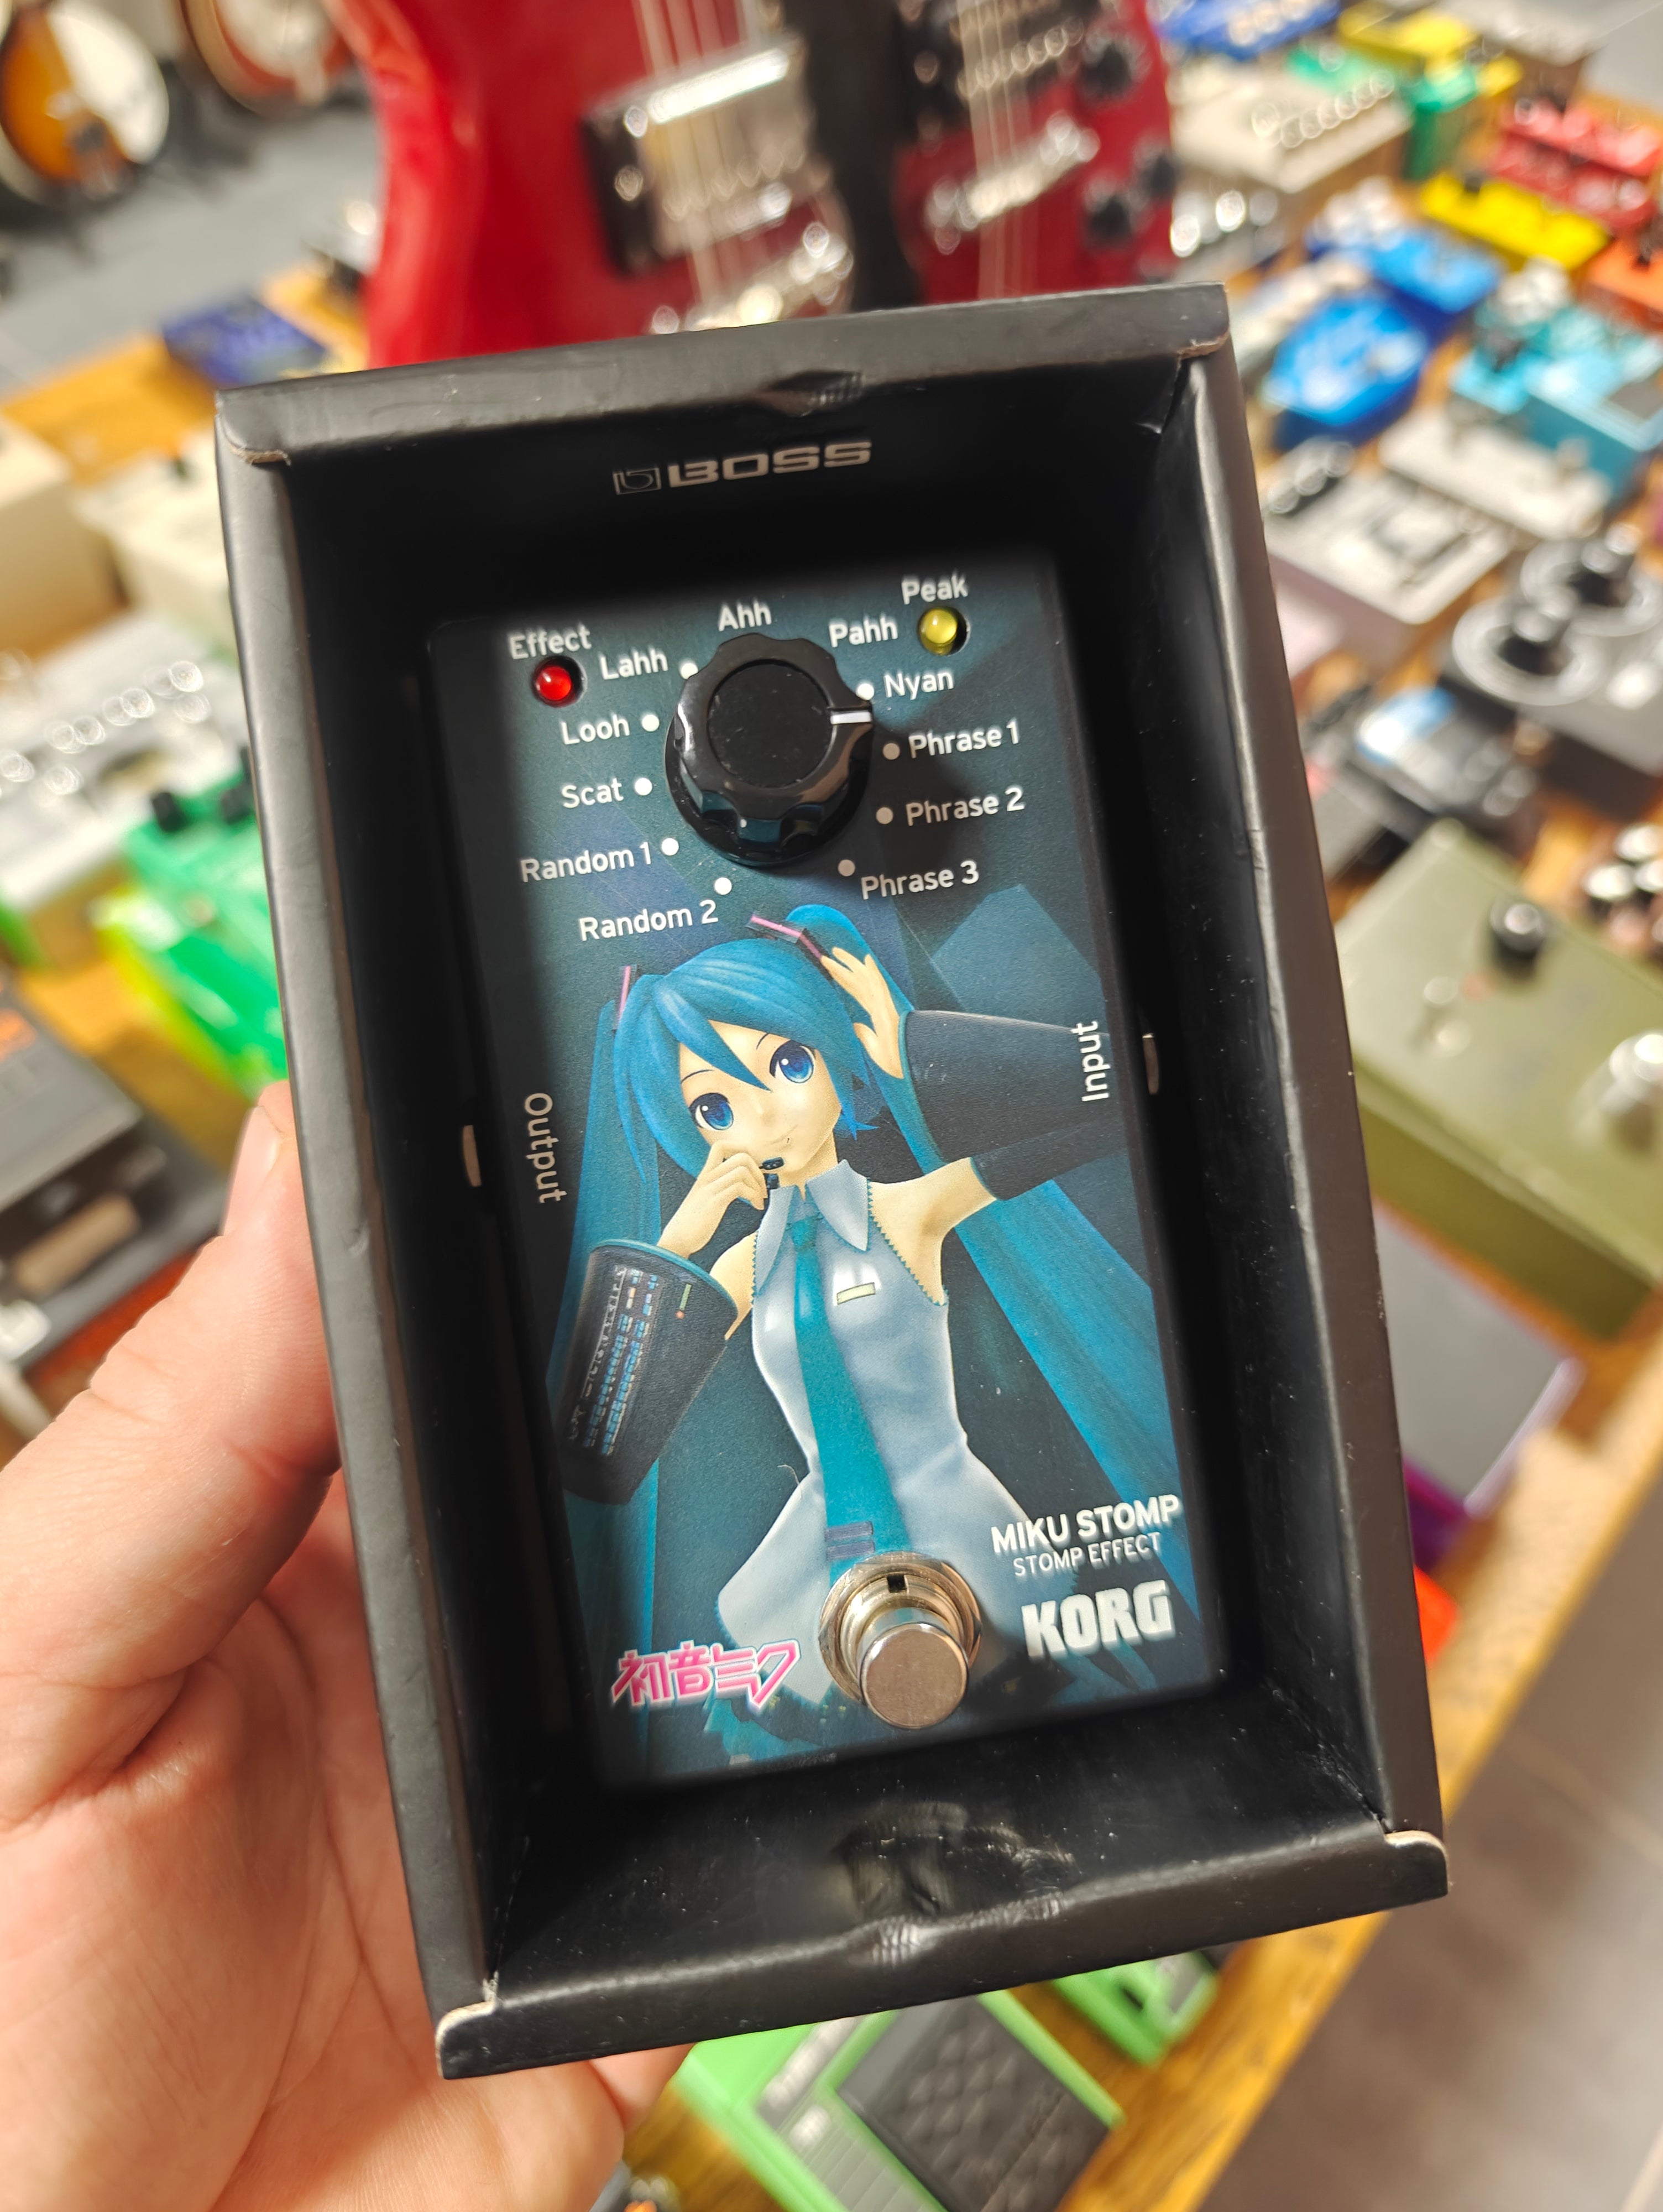 BOSS
Peak
Ahh
Effect
Pahh
Lahh
Nyan
Looh
Phrase 1
Scat
Phrase 2
Random 1
Phrase 3
Random 2
Input
Output
MIKU STOMP
STOMP EFFECT
KORG
初音ミク